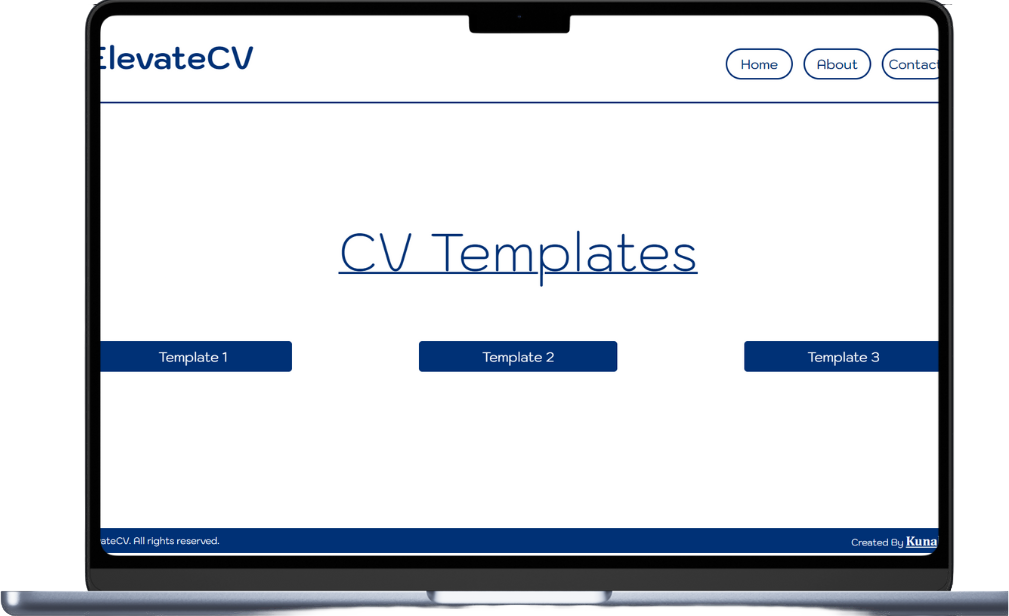 ElevateCV
Home About Contact
CV Templates
Template 1 Template 2 Template 3
ateCV. All rights reserved. Created By Kuna